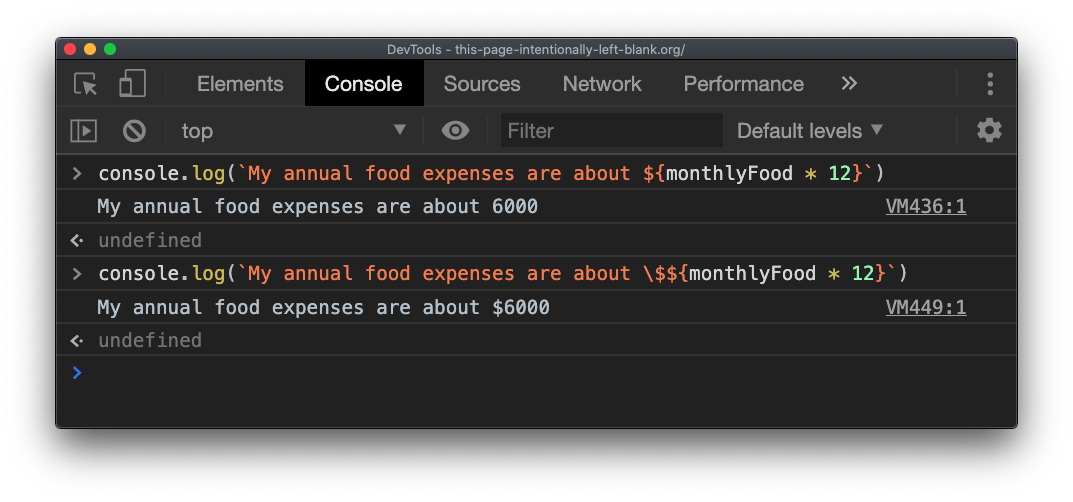 DevTools - this-page-intentionally-left-blank.org/
Elements Console Sources Network Performance »
top ▼ Filter Default levels ▼
> console.log(`My annual food expenses are about ${monthlyFood * 12}`)
My annual food expenses are about 6000 VM436:1
undefined
> console.log(`My annual food expenses are about \$${monthlyFood * 12}`)
My annual food expenses are about $6000 VM449:1
undefined
>